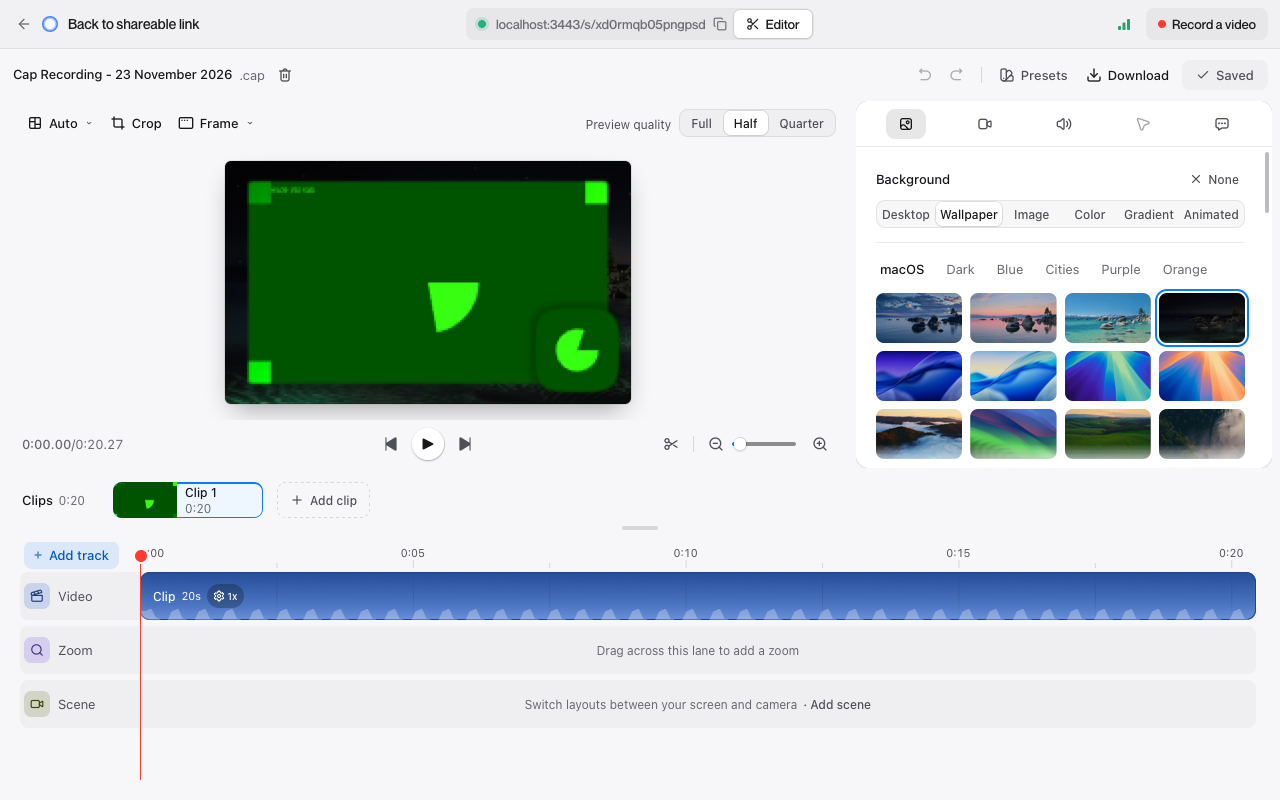 Back to shareable link
localhost:3443/s/xd0rmqb05pngpsd
Editor
Record a video
Cap Recording - 23 November 2026 .cap
Presets
Download
Saved
Auto
Crop
Frame
Preview quality
Full
Half
Quarter
Background
None
Desktop
Wallpaper
Image
Color
Gradient
Animated
macOS
Dark
Blue
Cities
Purple
Orange
0:00.00/0:20.27
Clips 0:20
Clip 1
0:20
Add clip
Add track
:00
0:05
0:10
0:15
0:20
Video
Clip 20s 1x
Zoom
Drag across this lane to add a zoom
Scene
Switch layouts between your screen and camera · Add scene